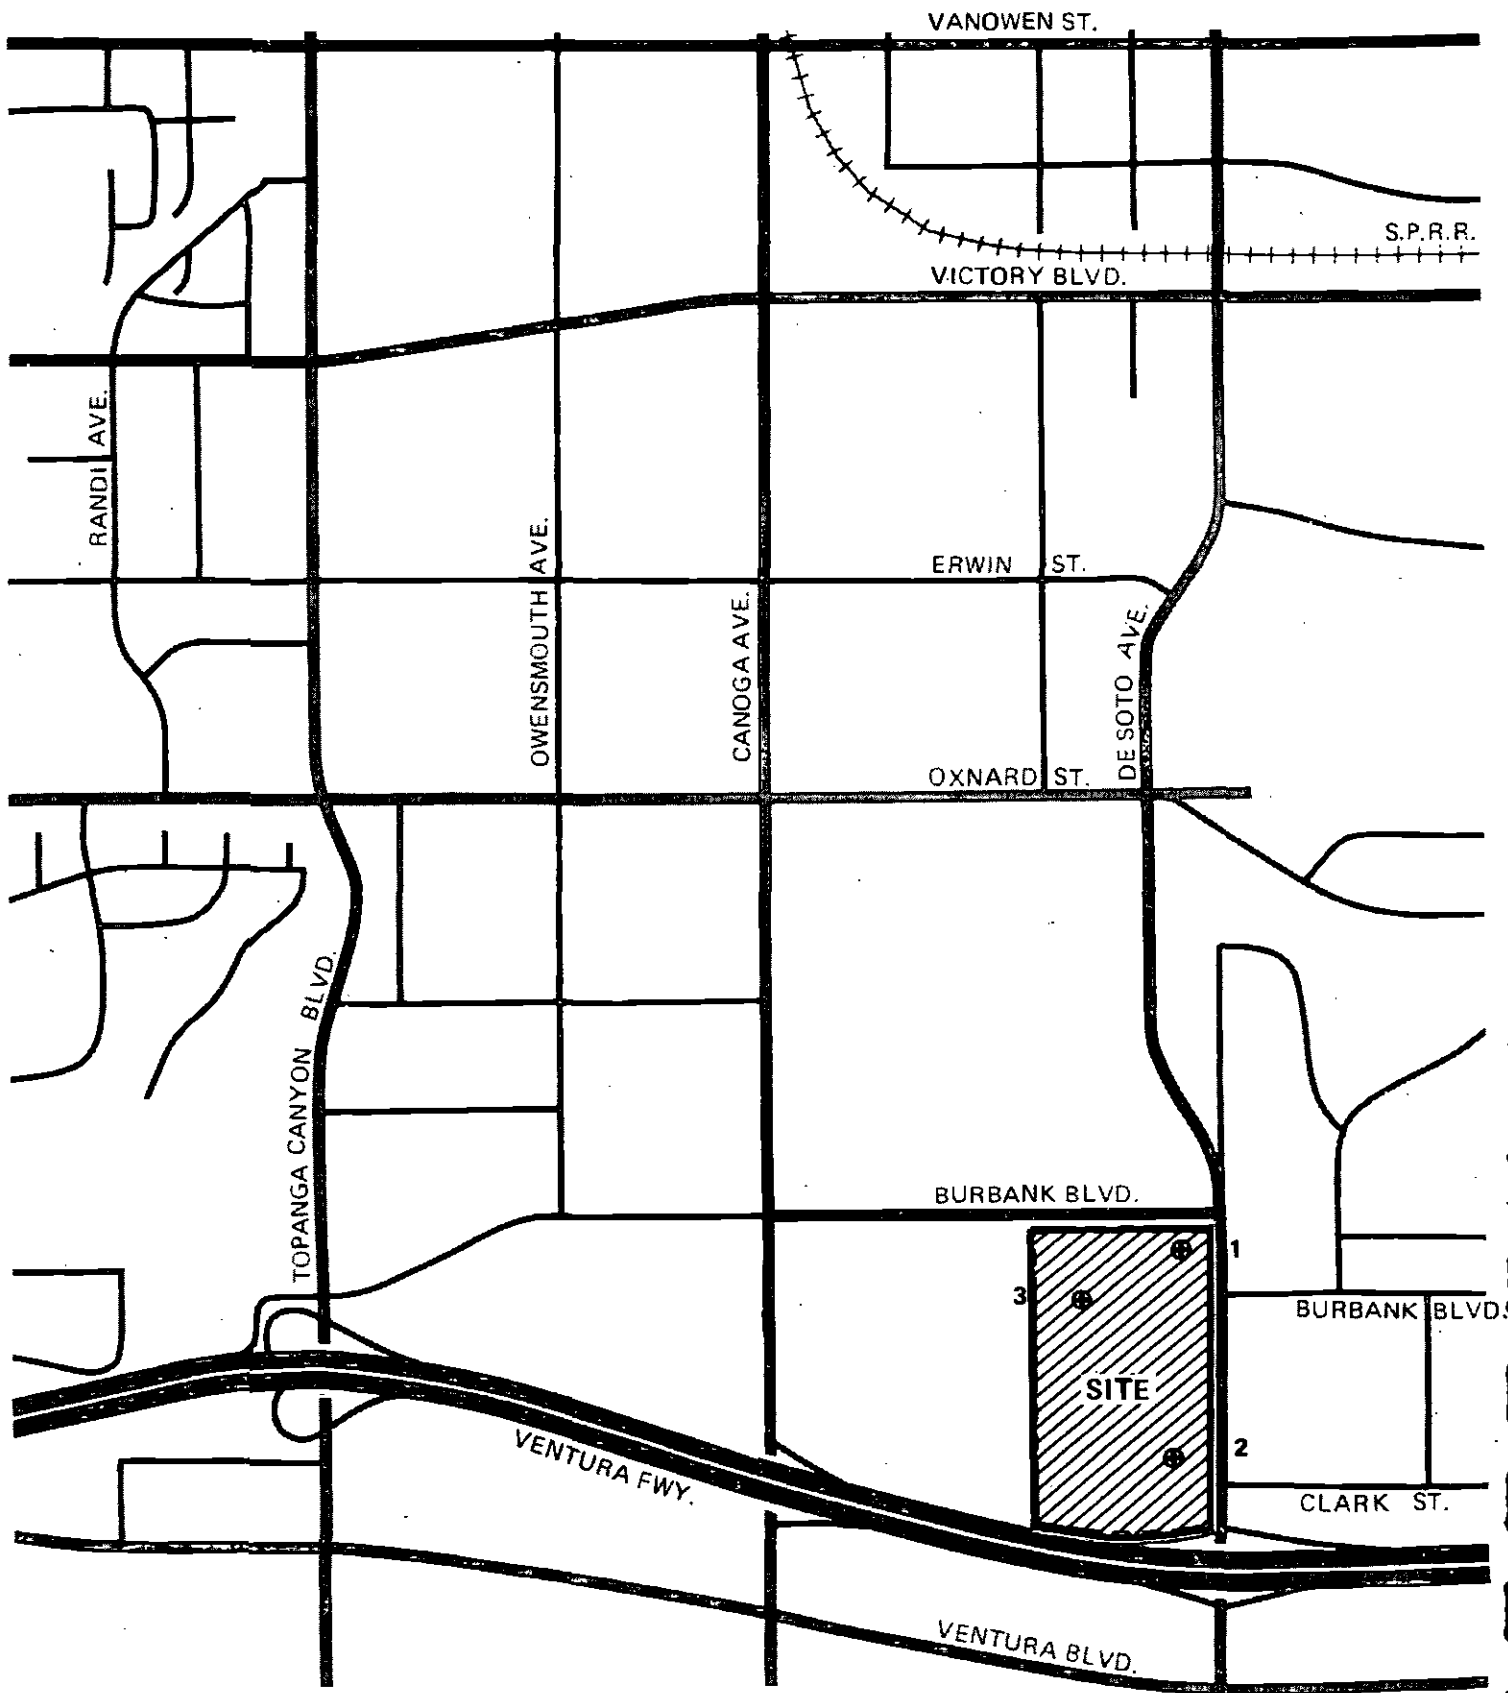 VANOWEN ST.
S.P.R.R.
VICTORY BLVD.
RANDI AVE.
OWENSMOUTH AVE.
CANOGA AVE.
ERWIN ST.
DE SOTO AVE.
OXNARD ST.
TOPANGA CANYON BLVD.
BURBANK BLVD.
1
3
BURBANK BLVD.
SITE
2
VENTURA FWY.
CLARK ST.
VENTURA BLVD.